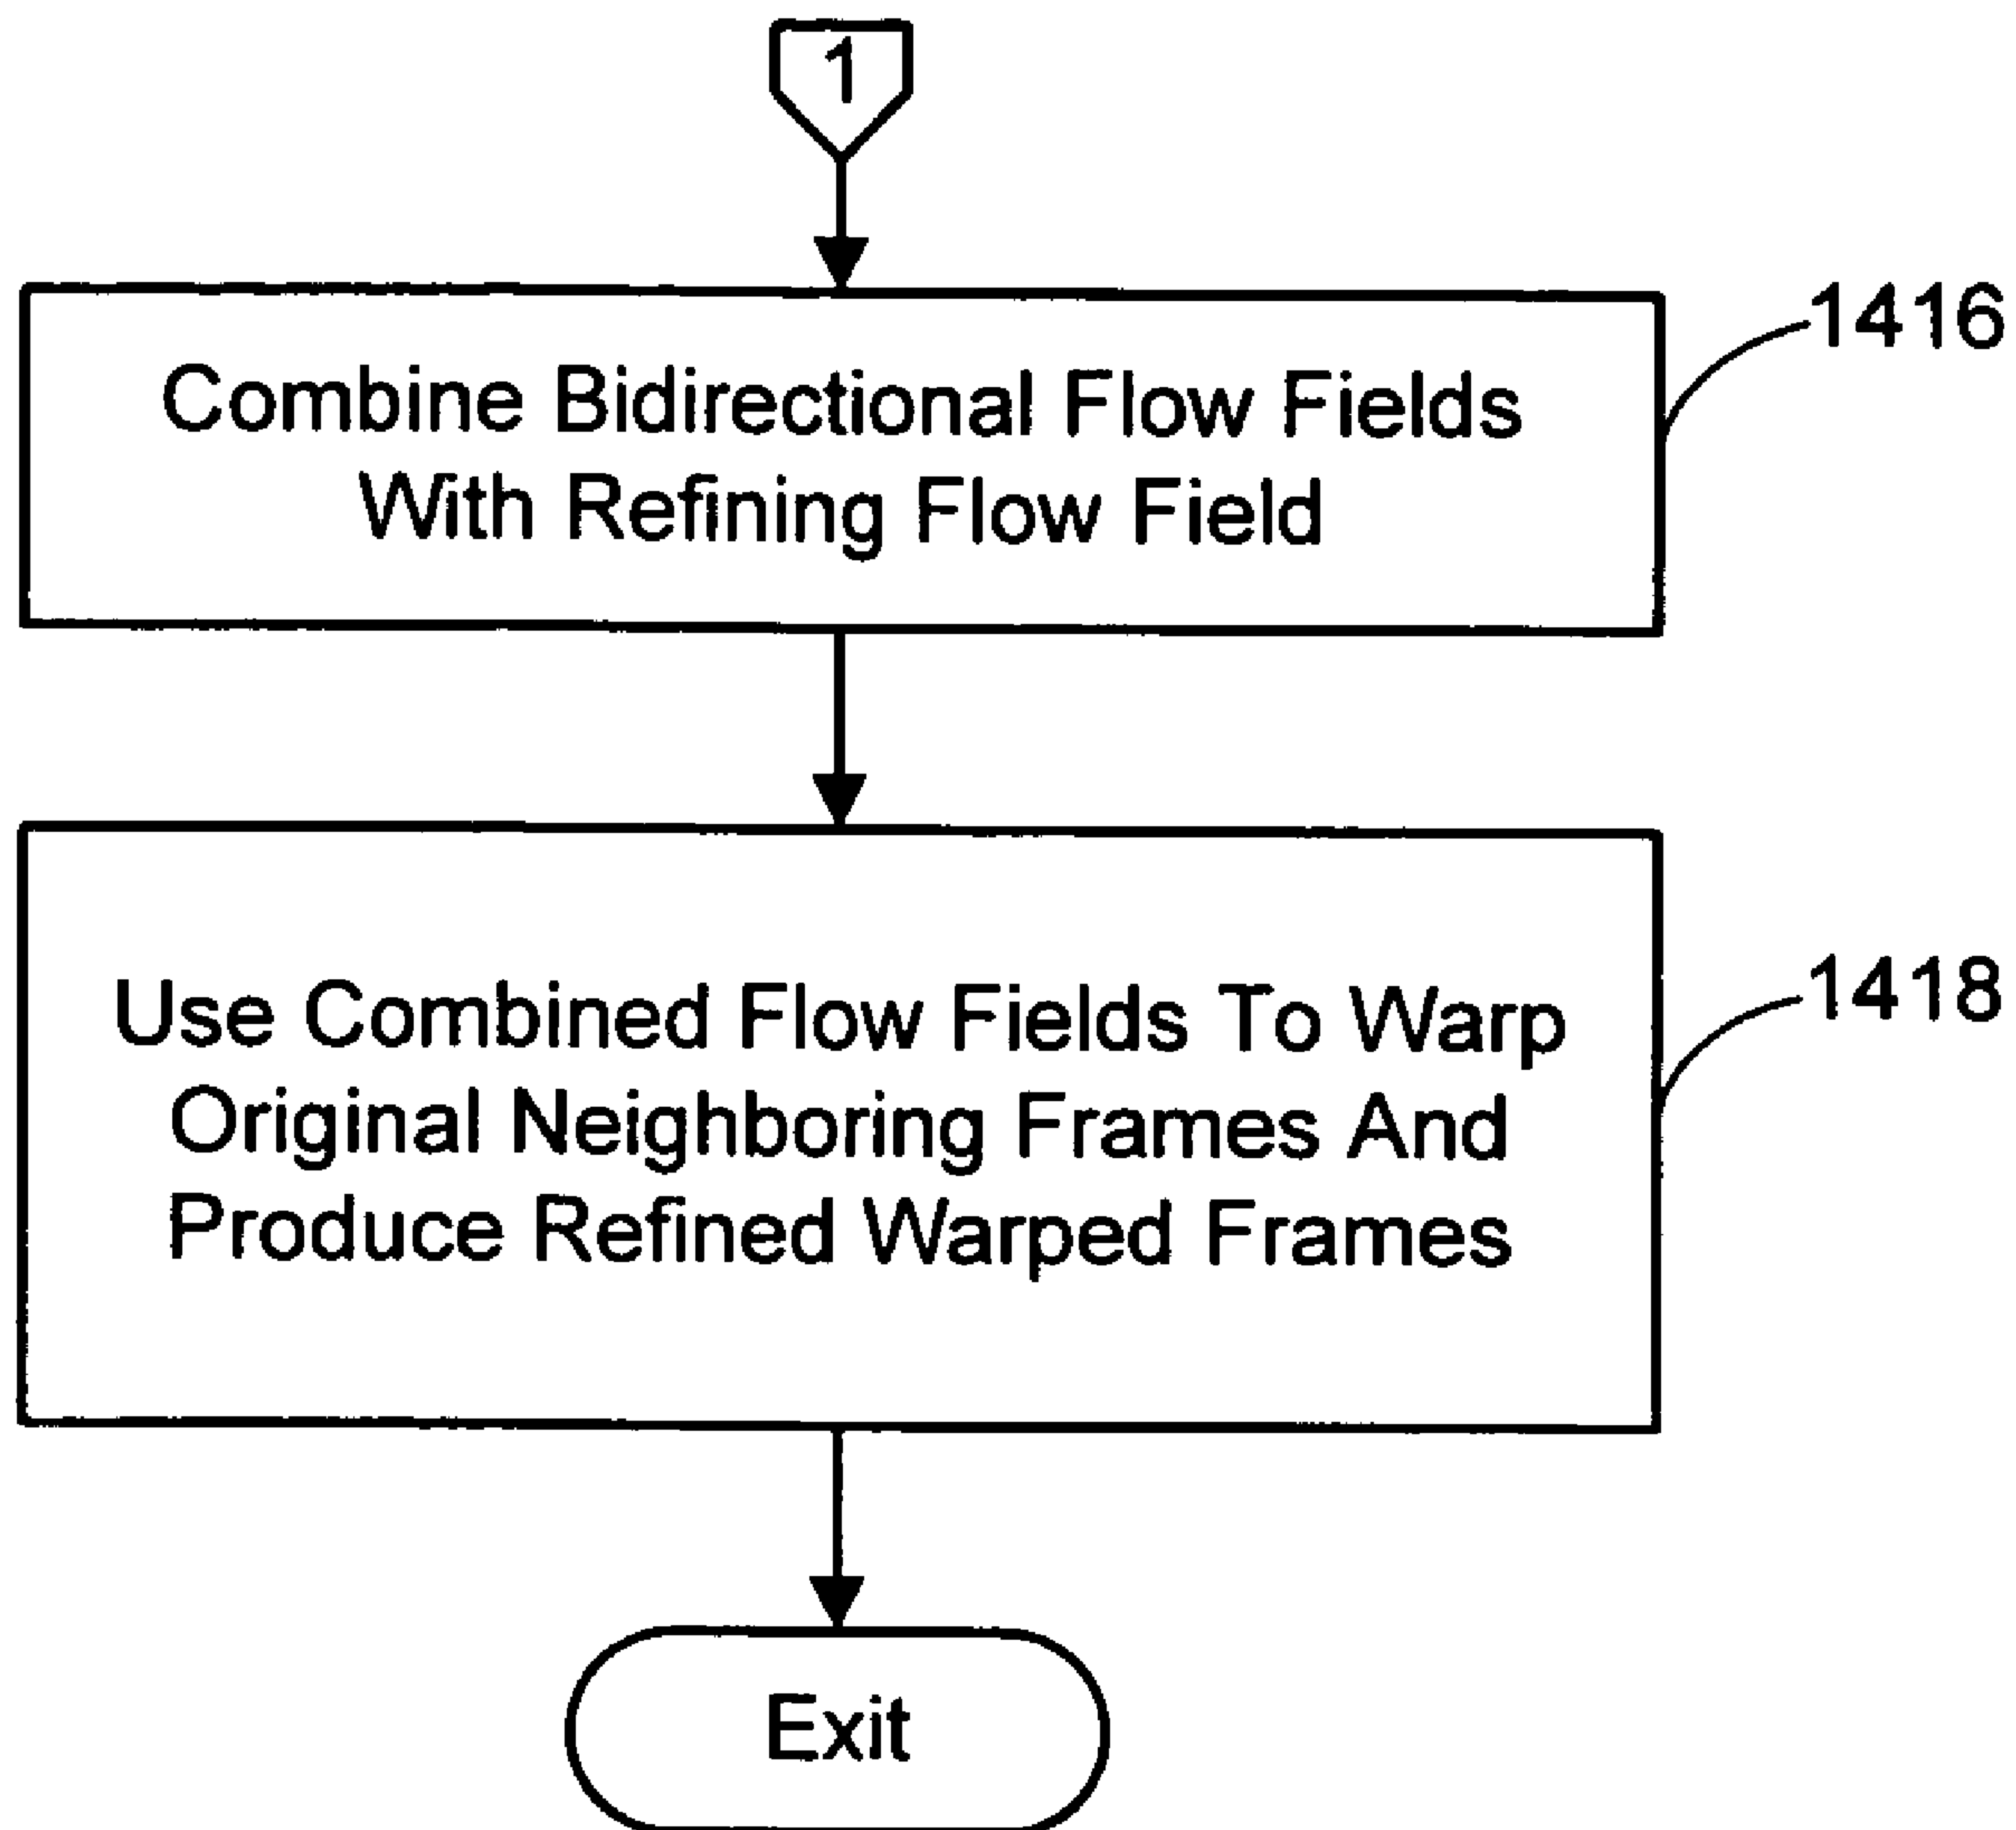 1
1416
Combine Bidirectional Flow Fields
With Refining Flow Field
1418
Use Combined Flow Fields To Warp
Original Neighboring Frames And
Produce Refined Warped Frames
Exit